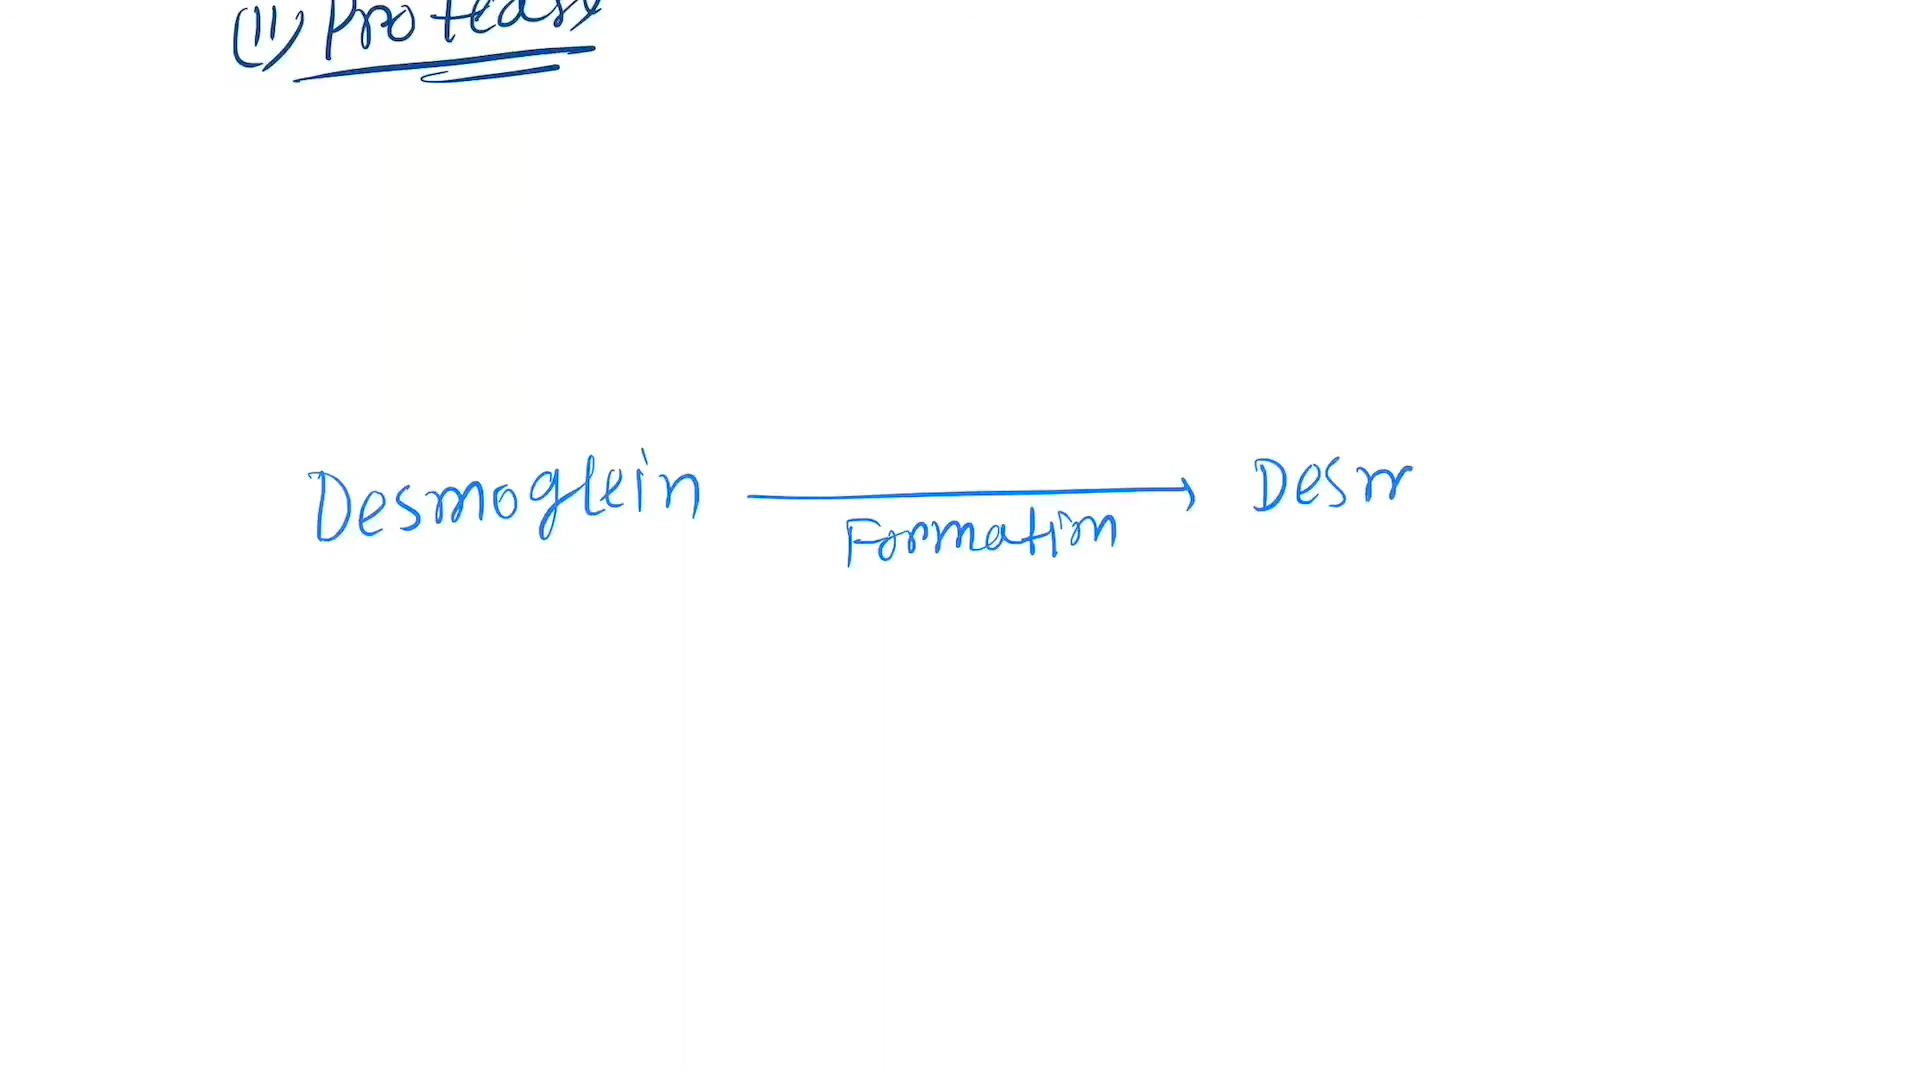 (ii) Protease
Desmoglein → Desm
Formation